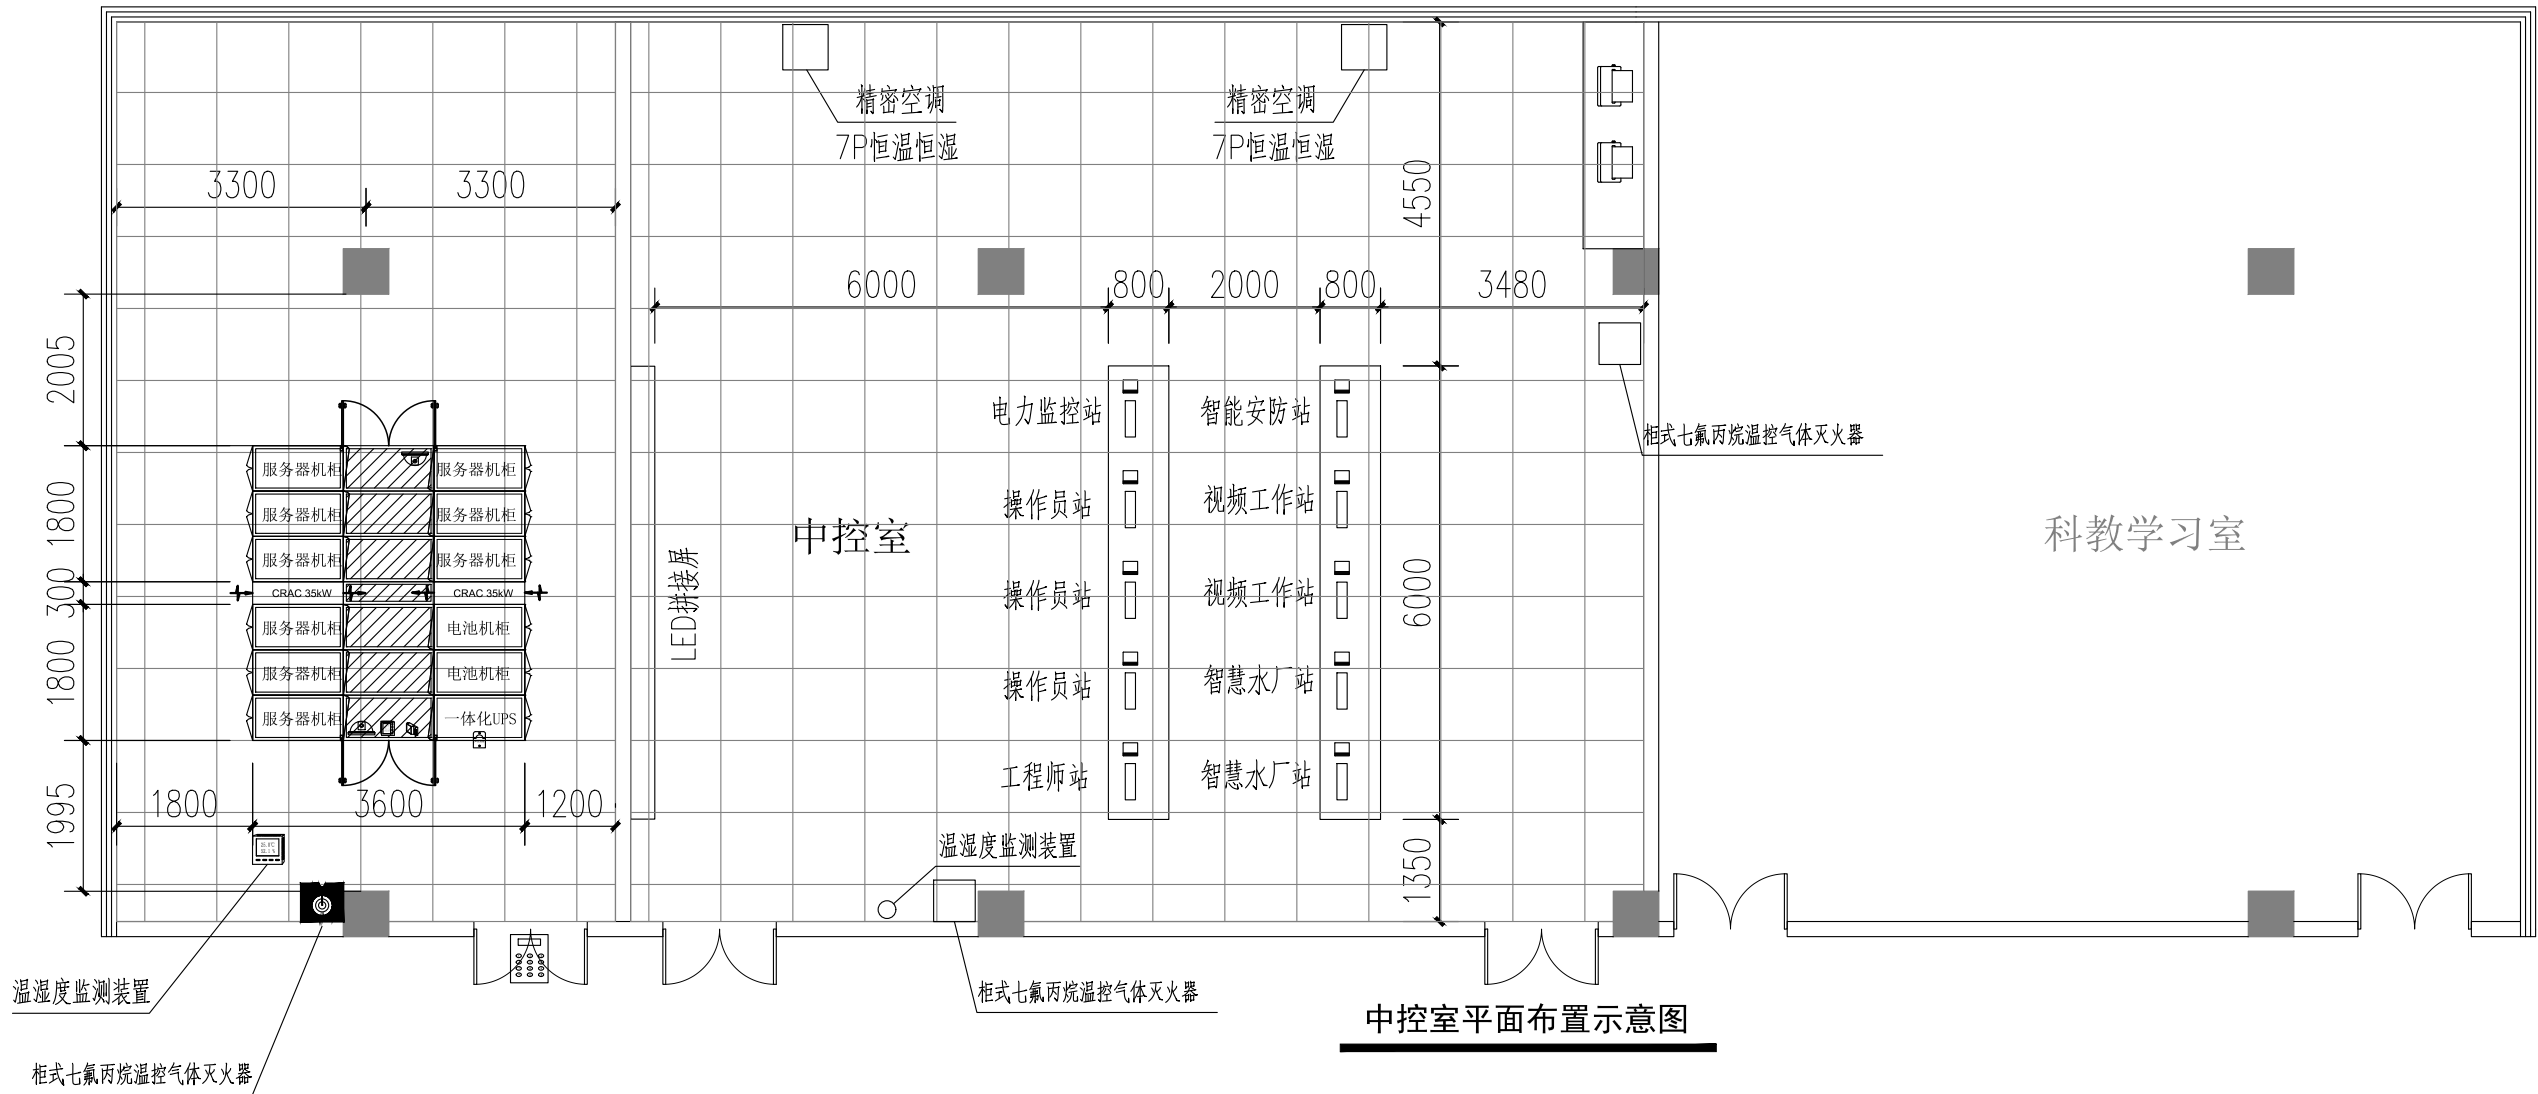 精密空调
7P恒温恒湿
精密空调
7P恒温恒湿
3300
3300
4550
6000
800
2000
800
3480
2005
1800
300
1800
1995
服务器机柜
服务器机柜
服务器机柜
服务器机柜
服务器机柜
服务器机柜
CRAC 35kW
CRAC 35kW
服务器机柜
电池机柜
服务器机柜
电池机柜
服务器机柜
一体化UPS
1800
3600
1200
LED拼接屏
中控室
电力监控站
智能安防站
操作员站
视频工作站
操作员站
视频工作站
操作员站
智慧水厂站
工程师站
智慧水厂站
6000
1350
柜式七氟丙烷温控气体灭火器
科教学习室
温湿度监测装置
温湿度监测装置
柜式七氟丙烷温控气体灭火器
柜式七氟丙烷温控气体灭火器
中控室平面布置示意图